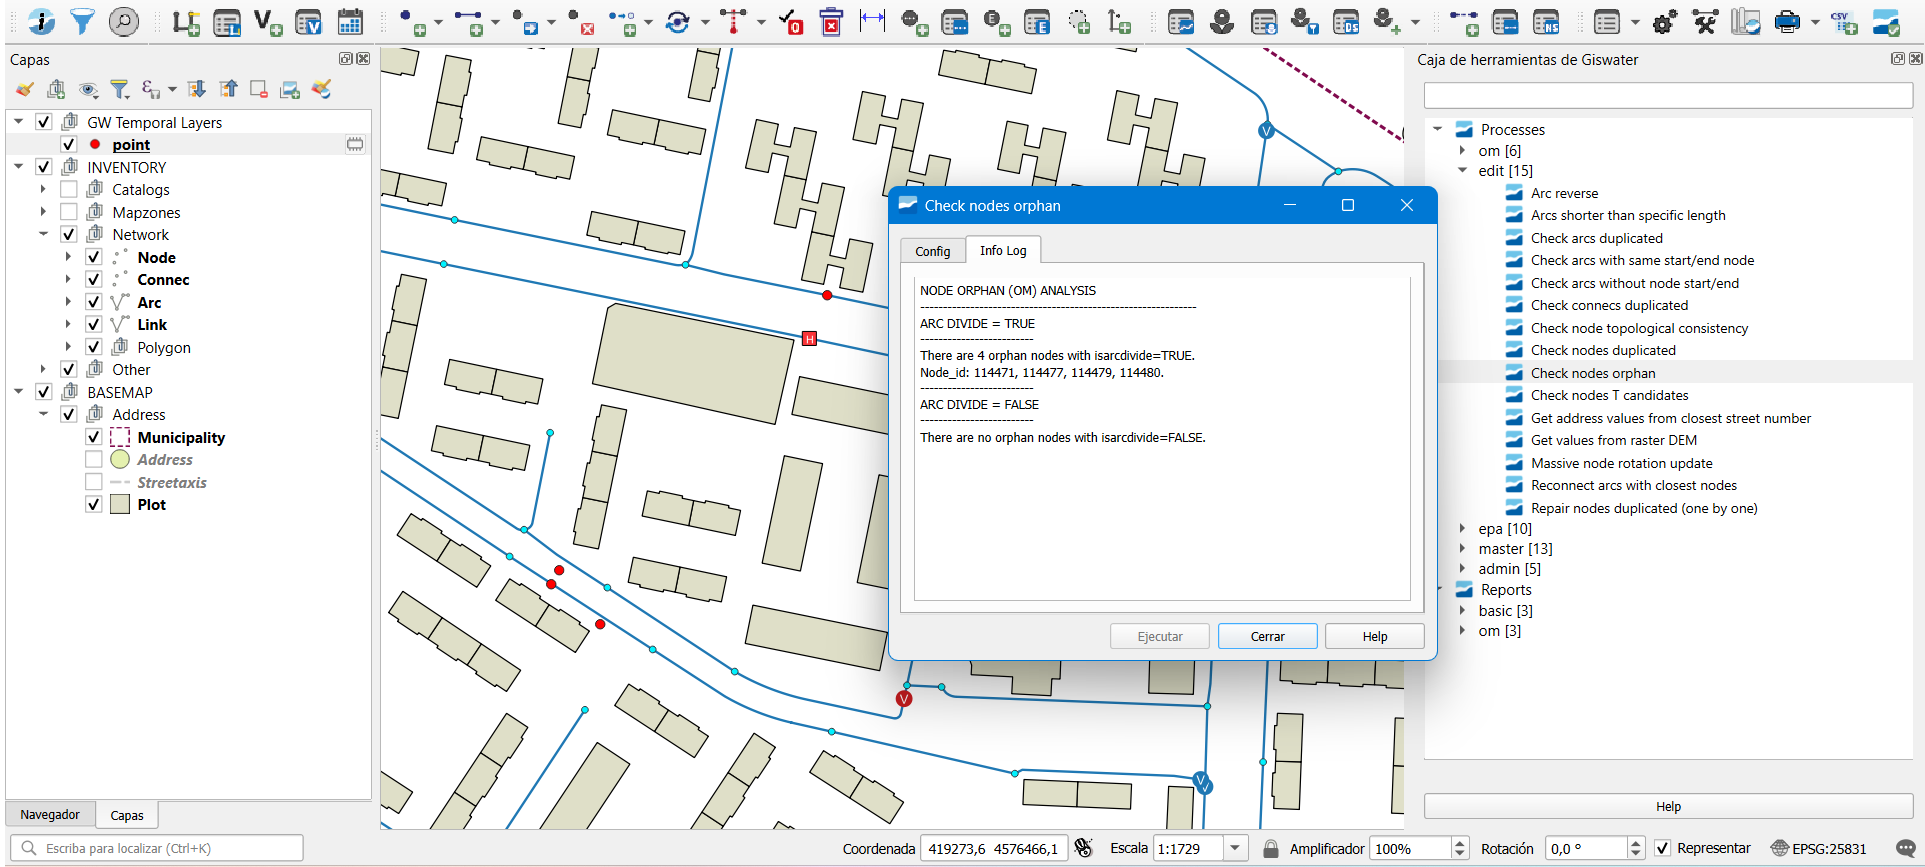 Capas
GW Temporal Layers
point
INVENTORY
Catalogs
Mapzones
Network
Node
Connec
Arc
Link
Polygon
Other
BASEMAP
Address
Municipality
Address
Streetaxis
Plot
Navegador
Capas
H
V
V
V
V
Check nodes orphan
Config
Info Log
NODE ORPHAN (OM) ANALYSIS
------------------------------------------------------------
ARC DIVIDE = TRUE
-------------------------
There are 4 orphan nodes with isarcdivide=TRUE.
Node_id: 114471, 114477, 114479, 114480.
-------------------------
ARC DIVIDE = FALSE
-------------------------
There are no orphan nodes with isarcdivide=FALSE.
Ejecutar
Cerrar
Help
Caja de herramientas de Giswater
Processes
om [6]
edit [15]
Arc reverse
Arcs shorter than specific length
Check arcs duplicated
Check arcs with same start/end node
Check arcs without node start/end
Check connecs duplicated
Check node topological consistency
Check nodes duplicated
Check nodes orphan
Check nodes T candidates
Get address values from closest street number
Get values from raster DEM
Massive node rotation update
Reconnect arcs with closest nodes
Repair nodes duplicated (one by one)
epa [10]
master [13]
admin [5]
Reports
basic [3]
om [3]
Help
Escriba para localizar (Ctrl+K)
Coordenada
419273,6 4576466,1
Escala
1:1729
Amplificador
100%
Rotación
0,0 °
Representar
EPSG:25831